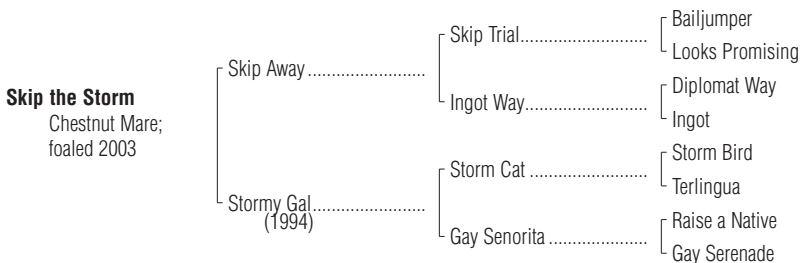 Bailjumper
Skip Trial..............................
Looks Promising
Skip Away ...........................
Diplomat Way
Ingot Way.............................
Ingot
Skip the Storm
Chestnut Mare;
foaled 2003
Storm Bird
Storm Cat ...........................
Terlingua
Stormy Gal..........................
(1994)
Raise a Native
Gay Senorita .......................
Gay Serenade